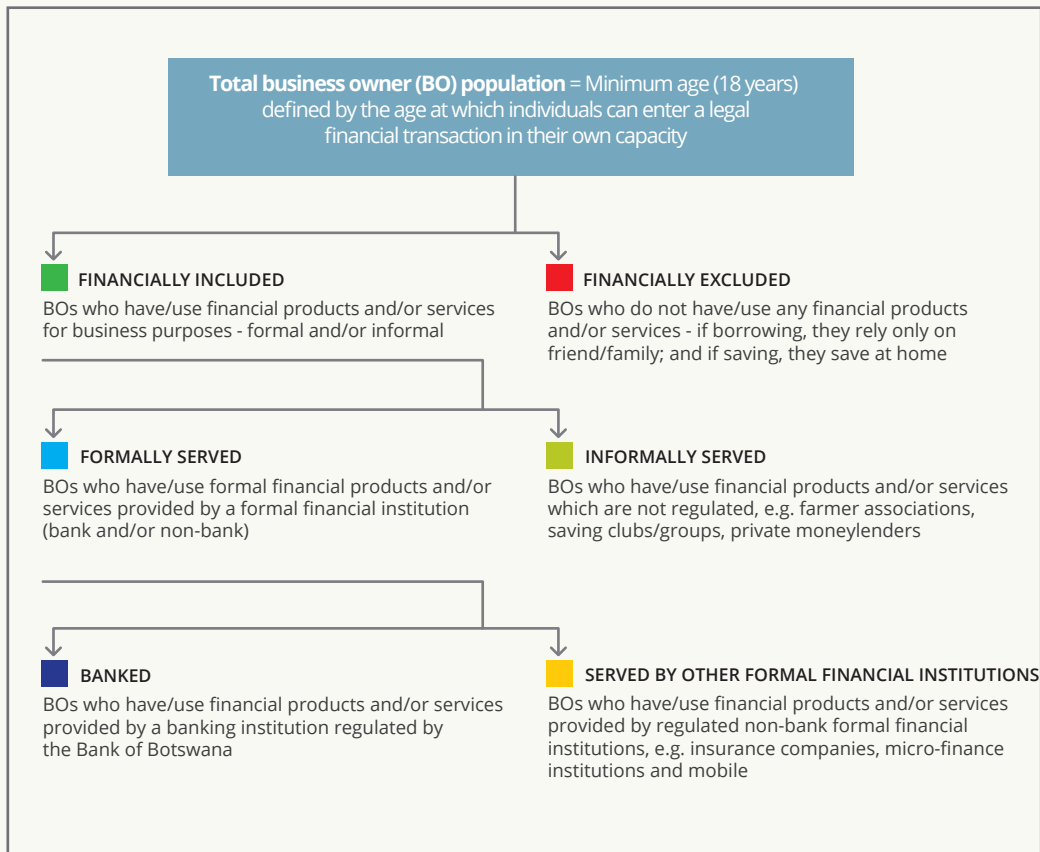 Total business owner (BO) population = Minimum age (18 years)
defined by the age at which individuals can enter a legal
financial transaction in their own capacity
FINANCIALLY INCLUDED
BOs who have/use financial products and/or services
for business purposes - formal and/or informal
FINANCIALLY EXCLUDED
BOs who do not have/use any financial products
and/or services - if borrowing, they rely only on
friend/family; and if saving, they save at home
FORMALLY SERVED
BOs who have/use formal financial products and/or
services provided by a formal financial institution
(bank and/or non-bank)
INFORMALLY SERVED
BOs who have/use financial products and/or services
which are not regulated, e.g. farmer associations,
saving clubs/groups, private moneylenders
BANKED
BOs who have/use financial products and/or services
provided by a banking institution regulated by
the Bank of Botswana
SERVED BY OTHER FORMAL FINANCIAL INSTITUTIONS
BOs who have/use financial products and/or services
provided by regulated non-bank formal financial
institutions, e.g. insurance companies, micro-finance
institutions and mobile